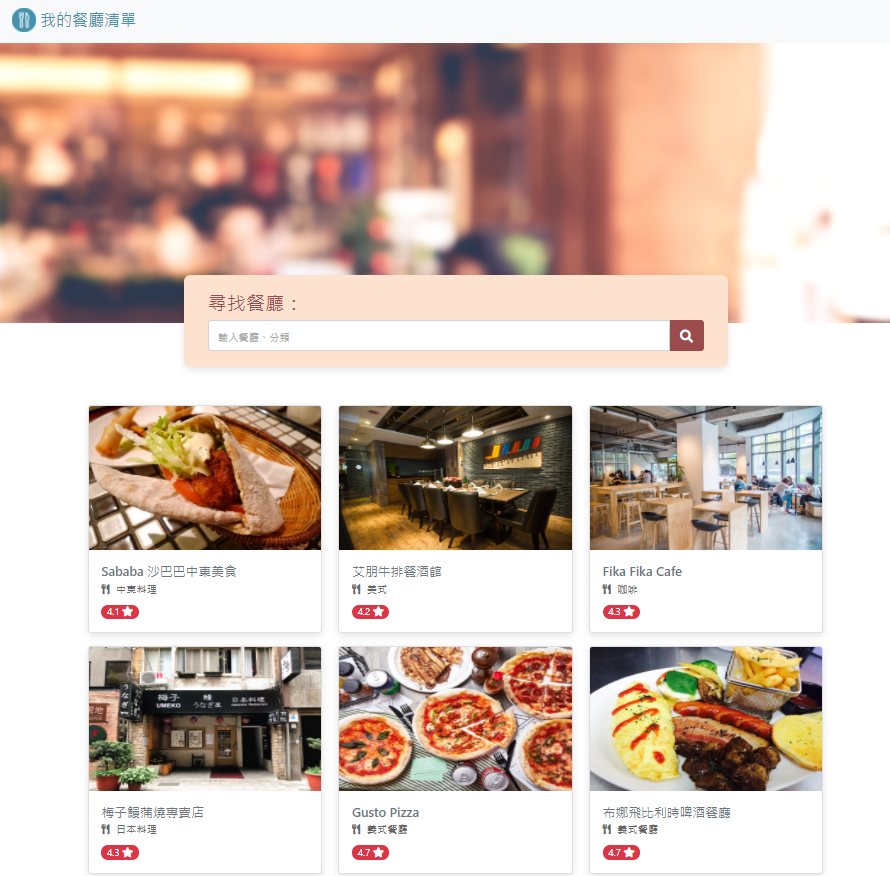 我的餐廳清單
尋找餐廳：
輸入餐廳、分類
Sababa 沙巴巴中東美食
中東料理
4.1
艾朋牛排餐酒館
美式
4.2
Fika Fika Cafe
咖啡
4.3
梅子 鰻 日本料理
UMEKO うなぎ屋
梅子鰻蒲燒專賣店
日本料理
4.3
Gusto Pizza
義式餐廳
4.7
布娜飛比利時啤酒餐廳
義式餐廳
4.7